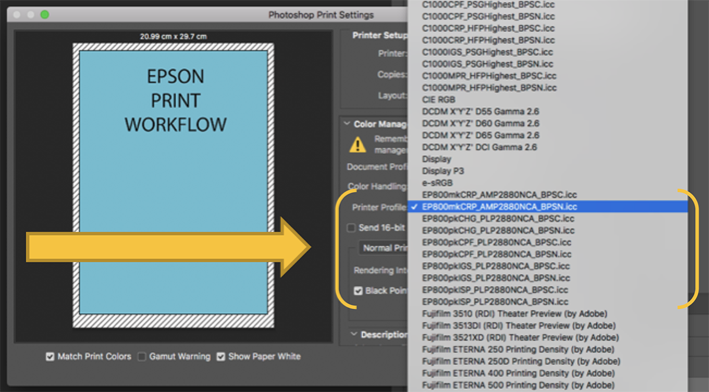 Photoshop Print Settings
20.99 cm x 29.7 cm
EPSON
PRINT
WORKFLOW
Match Print Colors
Gamut Warning
Show Paper White
Printer Setup
Printer:
Copies:
Layout:
Color Manage
Rememb
manage
Document Profile
Color Handling:
Printer Profile:
Send 16-bit
Normal Prin
Rendering Inte
Black Poin
Description
C1000CPF_PSGHighest_BPSC.icc
C1000CPF_PSGHighest_BPSN.icc
C1000CRP_HFPHighest_BPSC.icc
C1000CRP_HFPHighest_BPSN.icc
C1000IGS_PSGHighest_BPSC.icc
C1000MPR_HFPHighest_BPSC.icc
C1000MPR_HFPHighest_BPSN.icc
CIE RGB
DCDM X'Y'Z' D55 Gamma 2.6
DCDM X'Y'Z' D60 Gamma 2.6
DCDM X'Y'Z' D65 Gamma 2.6
DCDM X'Y'Z' DCI Gamma 2.6
Display
Display P3
e-sRGB
EP800mkCRP_AMP2880NCA_BPSC.icc
EP800mkCRP_AMP2880NCA_BPSN.icc
EP800pkCHG_PLP2880NCA_BPSC.icc
EP800pkCHG_PLP2880NCA_BPSN.icc
EP800pkCPF_PLP2880NCA_BPSC.icc
EP800pkCPF_PLP2880NCA_BPSN.icc
EP800pkIGS_PLP2880NCA_BPSC.icc
EP800pkIGS_PLP2880NCA_BPSN.icc
EP800pkISP_PLP2880NCA_BPSC.icc
EP800pkISP_PLP2880NCA_BPSN.icc
Fujifilm 3510 (RDI) Theater Preview (by Adobe)
Fujifilm 3513DI (RDI) Theater Preview (by Adobe)
Fujifilm 3521XD (RDI) Theater Preview (by Adobe)
Fujifilm ETERNA 250 Printing Density (by Adobe)
Fujifilm ETERNA 250D Printing Density (by Adobe)
Fujifilm ETERNA 400 Printing Density (by Adobe)
Fujifilm ETERNA 500 Printing Density (by Adobe)